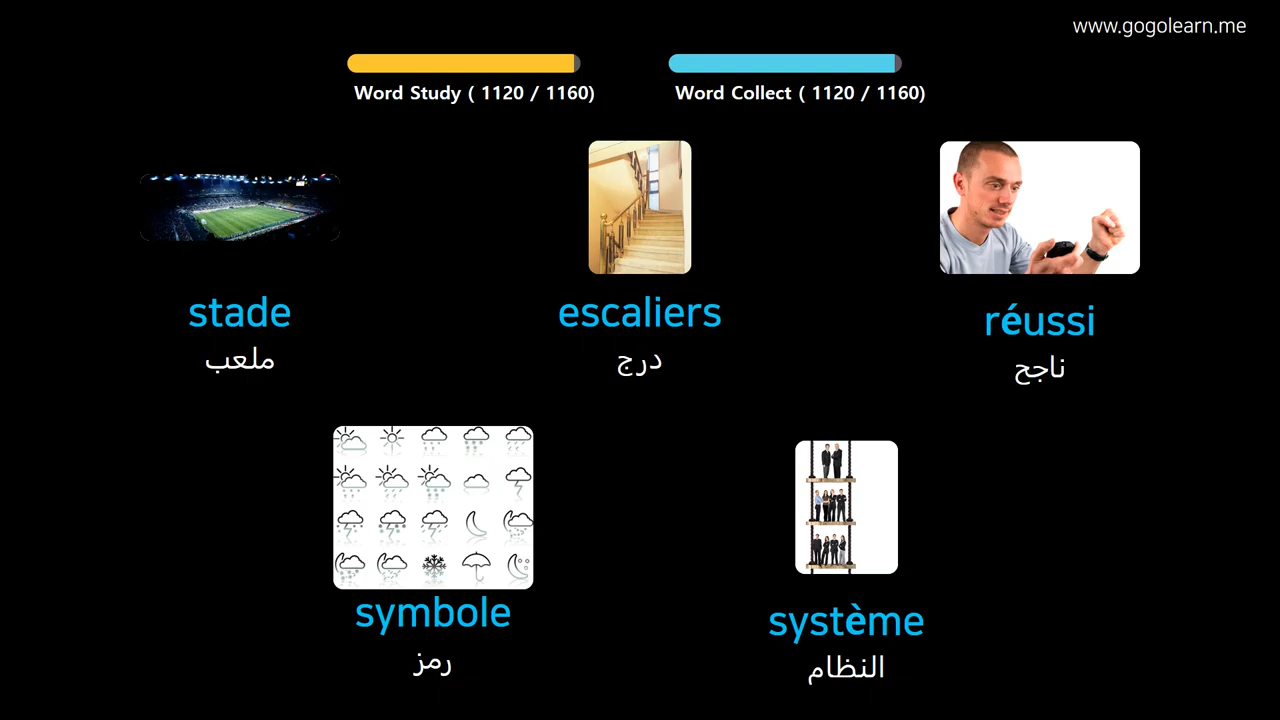 www.gogolearn.me
Word Study ( 1120 / 1160)
Word Collect ( 1120 / 1160)
stade
ملعب
escaliers
درج
réussi
ناجح
symbole
رمز
système
النظام